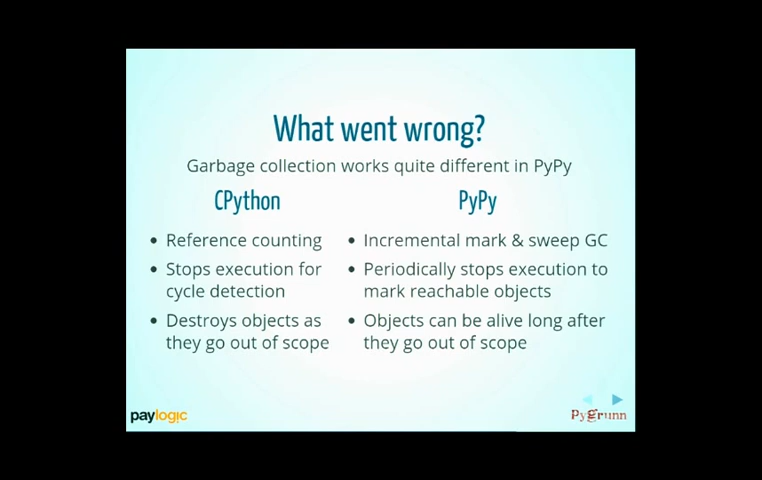 What went wrong?
Garbage collection works quite different in PyPy
CPython
Reference counting
Stops execution for
cycle detection
Destroys objects as
they go out of scope
PyPy
Incremental mark & sweep GC
Periodically stops execution to
mark reachable objects
Objects can be alive long after
they go out of scope
paylogic
Pygrunn